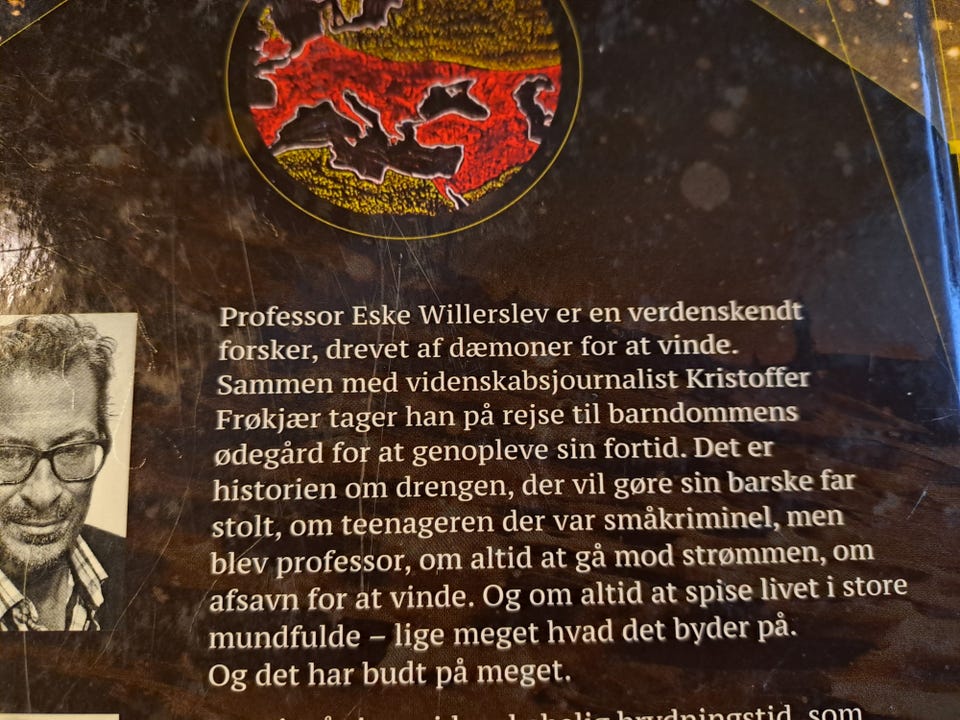 Professor Eske Willerslev er en verdenskendt
forsker, drevet af dæmoner for at vinde.
Sammen med videnskabsjournalist Kristoffer
Frøkjær tager han på rejse til barndommens
ødegård for at genopleve sin fortid. Det er
historien om drengen, der vil gøre sin barske far
stolt, om teenageren der var småkriminel, men
blev professor, om altid at gå mod strømmen, om
afsavn for at vinde. Og om altid at spise livet i store
mundfulde – lige meget hvad det byder på.
Og det har budt på meget.
brydningstid, som